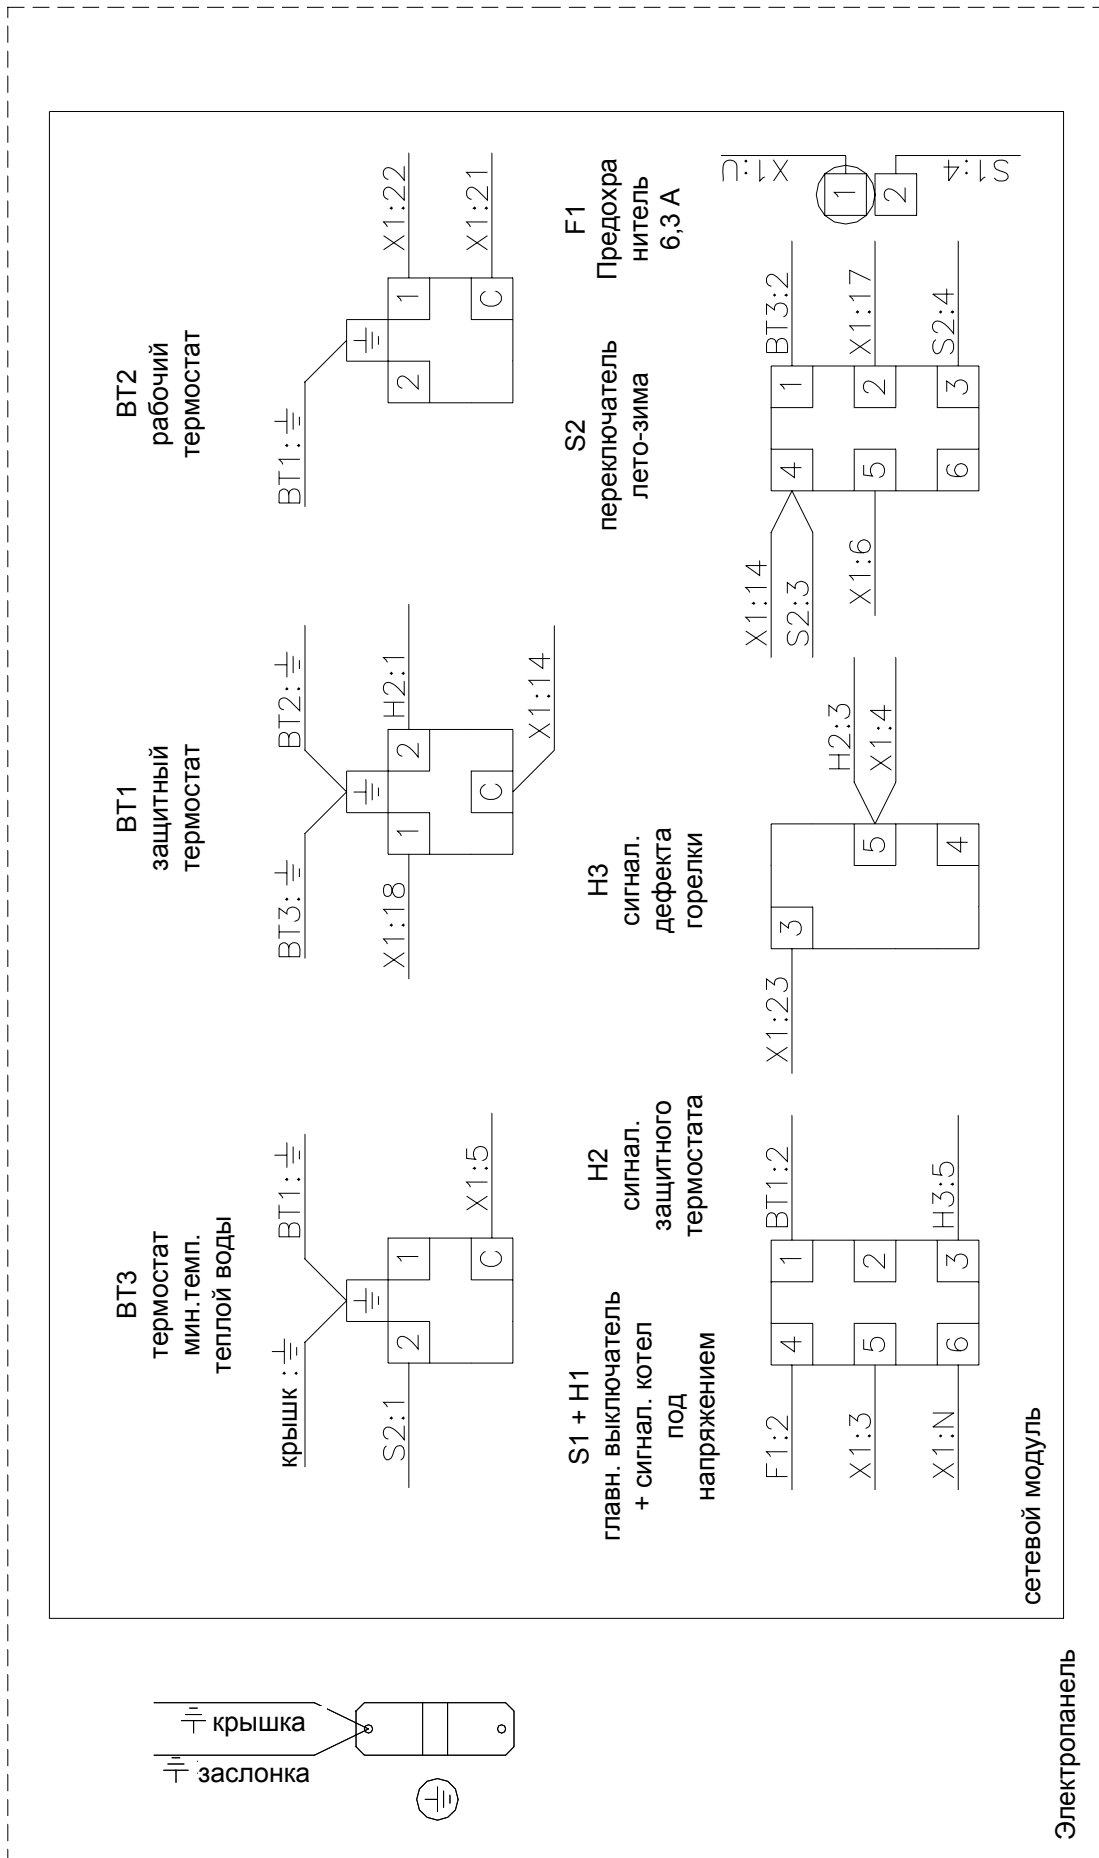 крышка
заслонка
BT3
термостат
мин.темп.
теплой воды
крышк :
BT1:
S2:1
2
1
C
X1:5
BT1
защитный
термостат
BT3:
BT2:
X1:18
1
2
H2:1
C
X1:14
BT2
рабочий
термостат
BT1:
2
1
X1:22
C
X1:21
S1 + H1
главн. выключатель
+ сигнал. котел
под
напряжением
H2
сигнал.
защитного
термостата
F1:2
4
1
BT1:2
X1:3
5
2
X1:N
6
3
H3:5
H3
сигнал.
дефекта
горелки
X1:23
3
5
H2:3
X1:4
4
S2
переключатель
лето-зима
X1:14
S2:3
4
1
BT3:2
X1:6
5
2
X1:17
6
3
S2:4
F1
Предохра
нитель
6,3 А
X1:U
1
2
S1:4
сетевой модуль
Электропанель